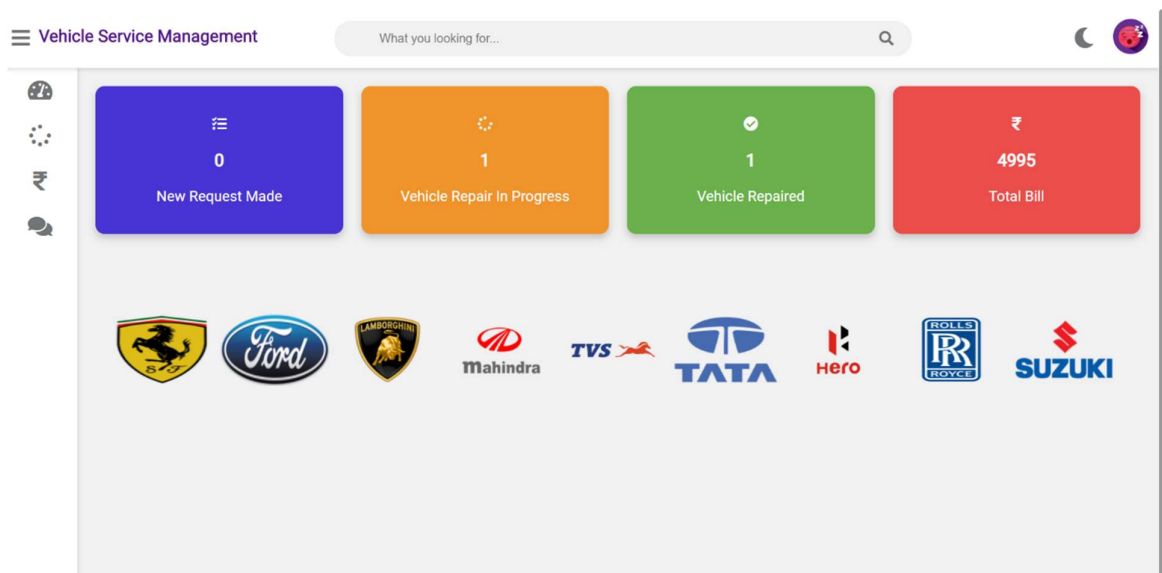 Vehicle Service Management
What you looking for...
₹
0
1
1
4995
New Request Made
Vehicle Repair In Progress
Vehicle Repaired
Total Bill
₹
LAMBORGHINI
S F
Ford
Mahindra
TVS
TATA
Hero
ROLLS
RR
ROYCE
SUZUKI